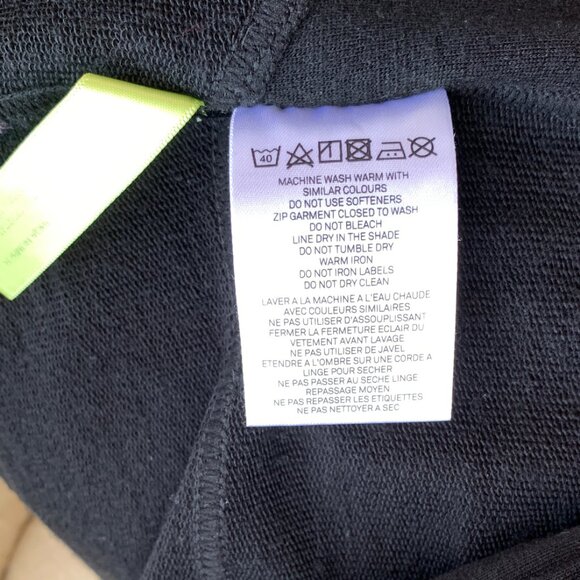 40
MACHINE WASH WARM WITH
SIMILAR COLOURS
DO NOT USE SOFTENERS
ZIP GARMENT CLOSED TO WASH
DO NOT BLEACH
LINE DRY IN THE SHADE
DO NOT TUMBLE DRY
WARM IRON
DO NOT IRON LABELS
DO NOT DRY CLEAN
LAVER A LA MACHINE A L'EAU CHAUDE
AVEC COULEURS SIMILAIRES
NE PAS UTILISER D'ASSOUPLISSANT
FERMER LA FERMETURE ECLAIR DU
VETEMENT AVANT LAVAGE
NE PAS UTILISER DE JAVEL
ETENDRE A L'OMBRE SUR UNE CORDE A
LINGE POUR SECHER
NE PAS PASSER AU SECHE LINGE
REPASSAGE MOYEN
NE PAS REPASSER LES ETIQUETTES
NE PAS NETTOYER A SEC